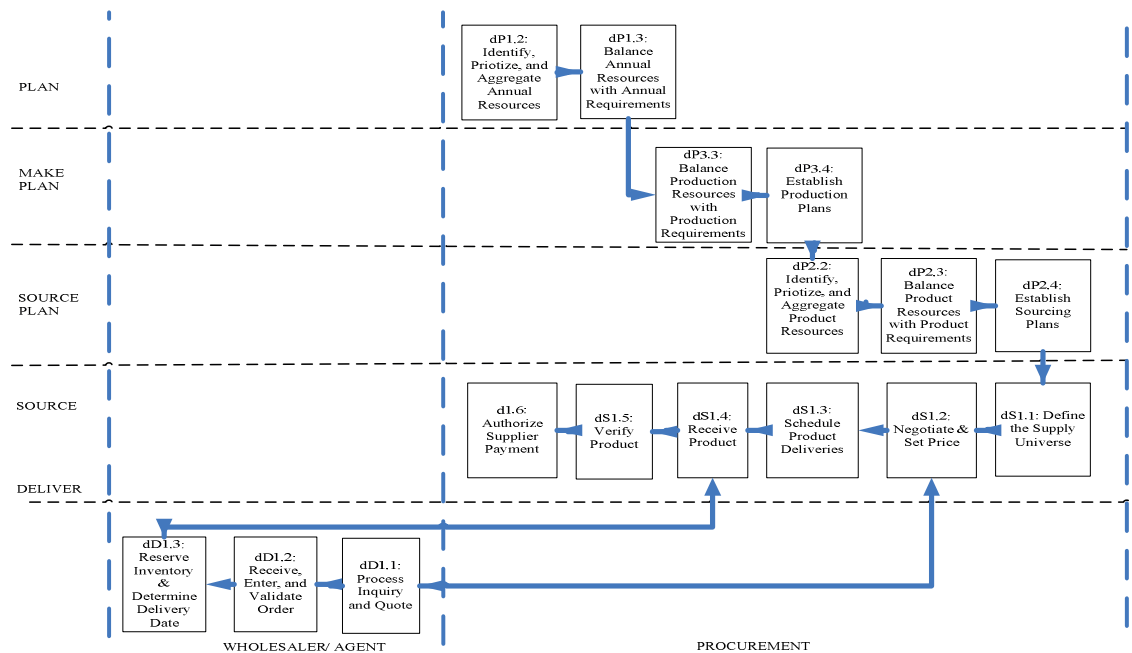 PLAN
dP1.2:
Identify,
Priotize, and
Aggregate
Annual
Resources
dP1.3:
Balance
Annual
Resources
with Annual
Requirements
MAKE
PLAN
dP3.3:
Balance
Production
Resources
with
Production
Requirements
dP3.4:
Establish
Production
Plans
SOURCE
PLAN
dP2.2:
Identify,
Priotize, and
Aggregate
Product
Resources
dP2.3:
Balance
Product
Resources
with Product
Requirements
dP2.4:
Establish
Sourcing
Plans
SOURCE
d1.6:
Authorize
Supplier
Payment
dS1.5:
Verify
Product
dS1.4:
Receive
Product
dS1.3:
Schedule
Product
Deliveries
dS1.2:
Negotiate &
Set Price
dS1.1: Define
the Supply
Universe
DELIVER
dD1.3:
Reserve
Inventory
&
Determine
Delivery
Date
dD1.2:
Receive,
Enter, and
Validate
Order
dD1.1:
Process
Inquiry
and Quote
WHOLESALER/ AGENT
PROCUREMENT